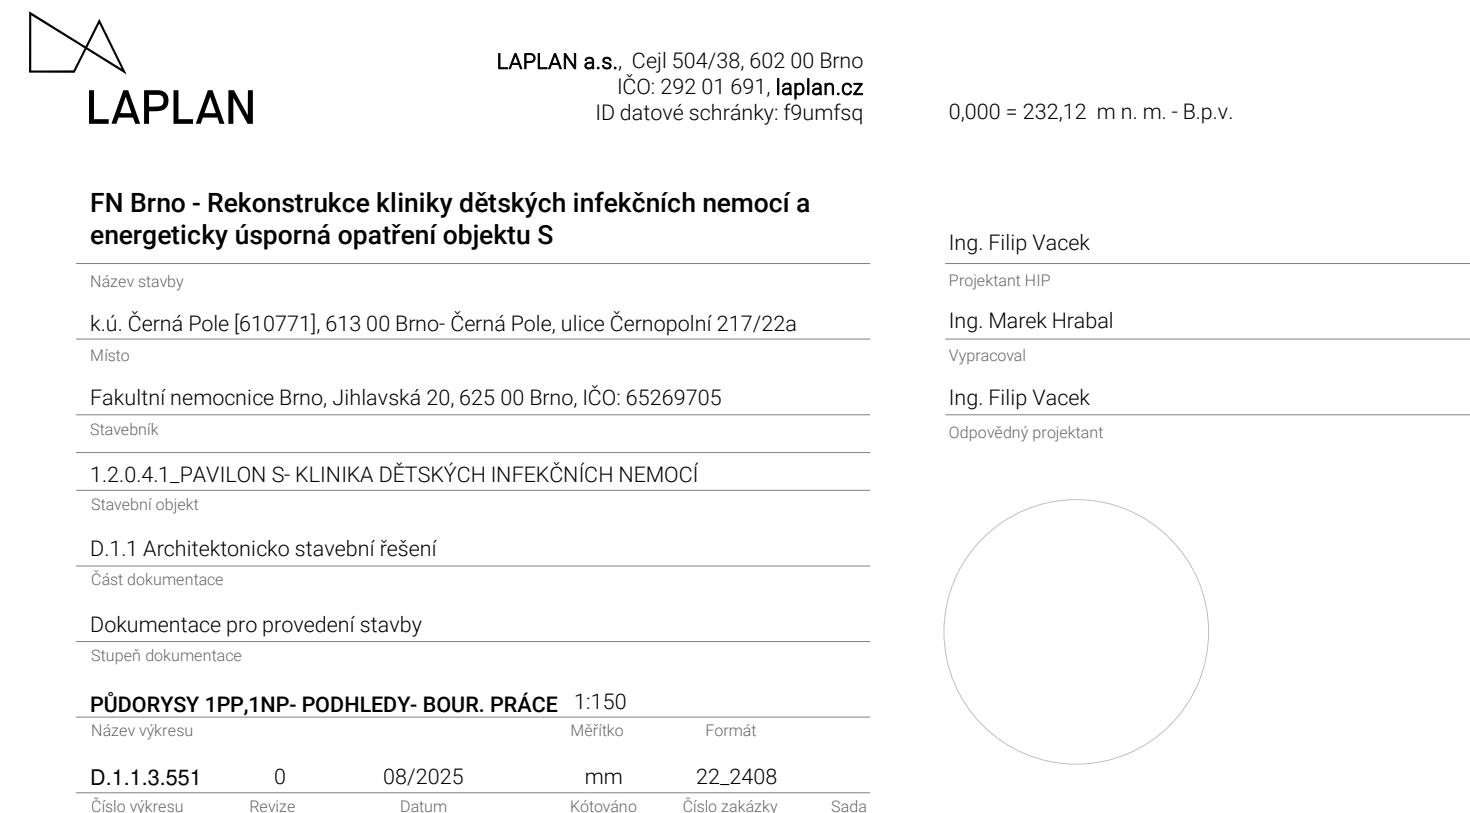 LAPLAN
LAPLAN a.s., Cejl 504/38, 602 00 Brno
IČO: 292 01 691, laplan.cz
ID datové schránky: f9umfsq
0,000 = 232,12 m n. m. - B.p.v.
FN Brno - Rekonstrukce kliniky dětských infekčních nemocí a
energeticky úsporná opatření objektu S
Název stavby
k.ú. Černá Pole [610771], 613 00 Brno- Černá Pole, ulice Černopolní 217/22a
Místo
Fakultní nemocnice Brno, Jihlavská 20, 625 00 Brno, IČO: 65269705
Stavebník
1.2.0.4.1_PAVILON S- KLINIKA DĚTSKÝCH INFEKČNÍCH NEMOCÍ
Stavební objekt
D.1.1 Architektonicko stavební řešení
Část dokumentace
Dokumentace pro provedení stavby
Stupeň dokumentace
PŮDORYSY 1PP,1NP- PODHLEDY- BOUR. PRÁCE 1:150
Název výkresu Měřítko Formát
D.1.1.3.551 0 08/2025 mm 22_2408
Číslo výkresu Revize Datum Kótováno Číslo zakázky Sada
Ing. Filip Vacek
Projektant HIP
Ing. Marek Hrabal
Vypracoval
Ing. Filip Vacek
Odpovědný projektant